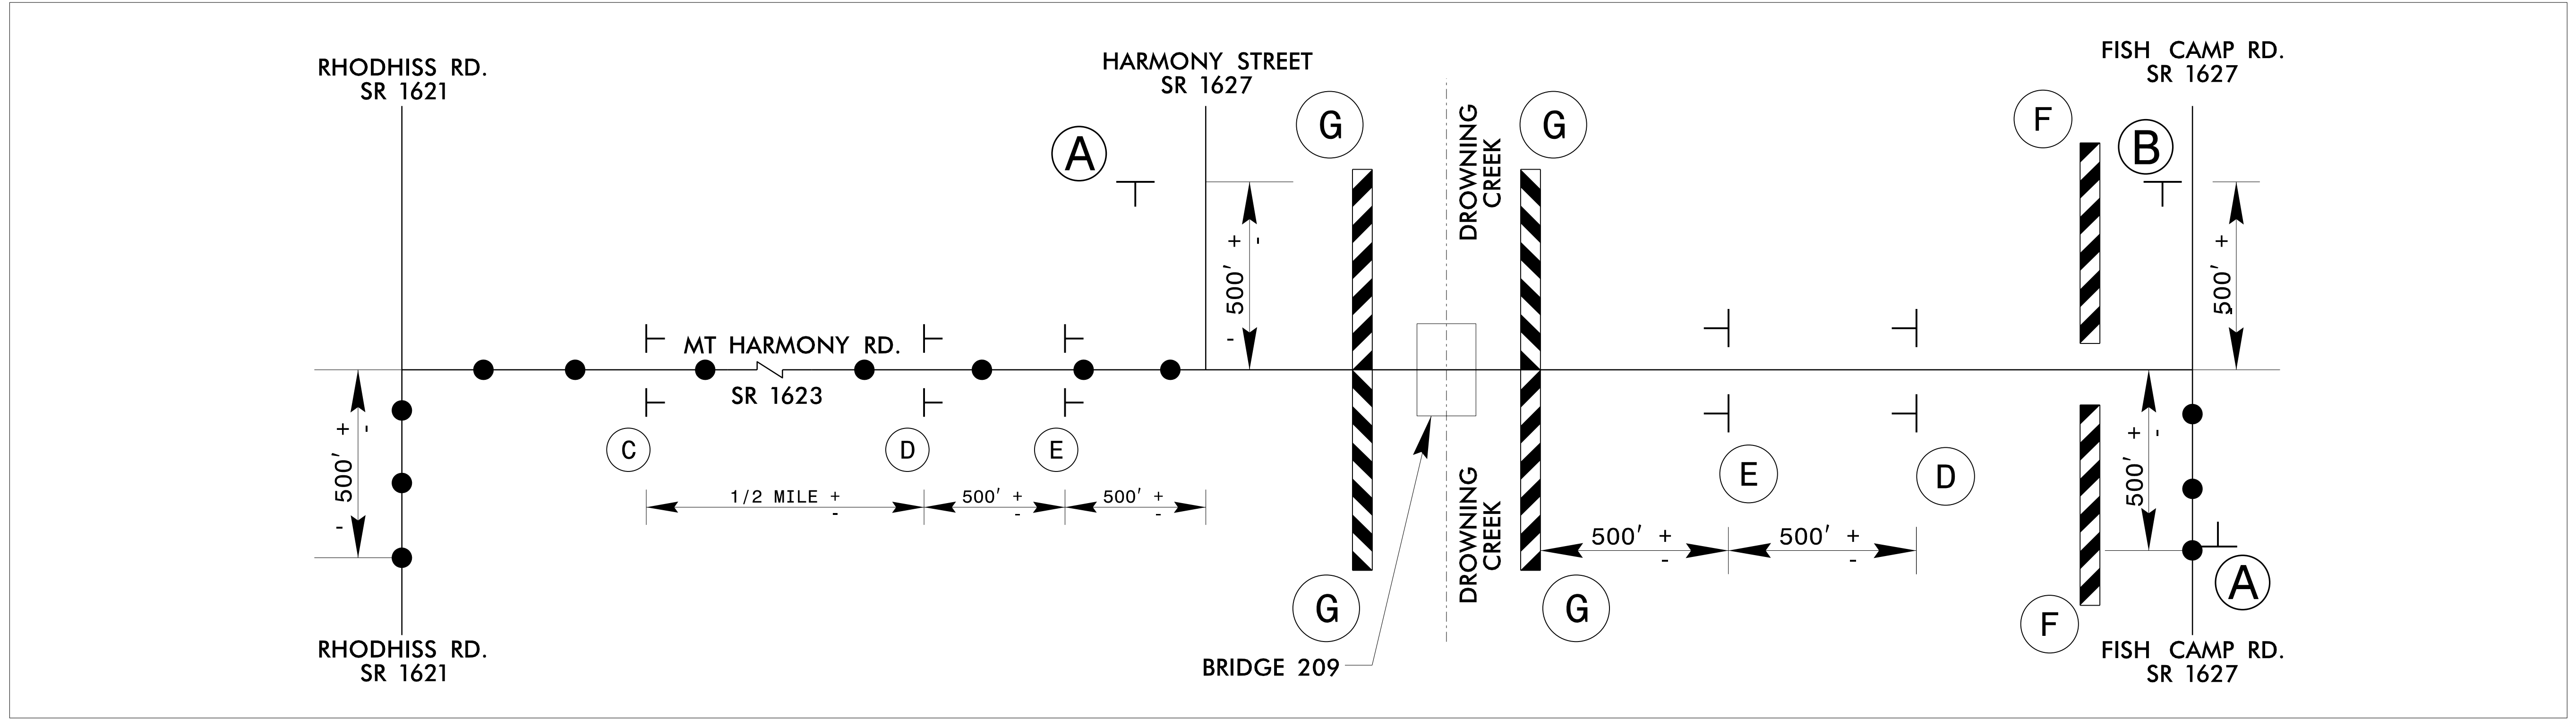 RHODHISS RD.
SR 1621
HARMONY STREET
SR 1627
FISH CAMP RD.
SR 1627
A
G
DROWNING
CREEK
G
F
B
500' +
-
-
500' +
-
MT HARMONY RD.
SR 1623
500' +
-
-
C
D
E
1/2 MILE +
-
500' +
-
500' +
-
G
BRIDGE 209
DROWNING
CREEK
G
500' +
-
500' +
-
E
D
F
500' +
-
A
RHODHISS RD.
SR 1621
FISH CAMP RD.
SR 1627